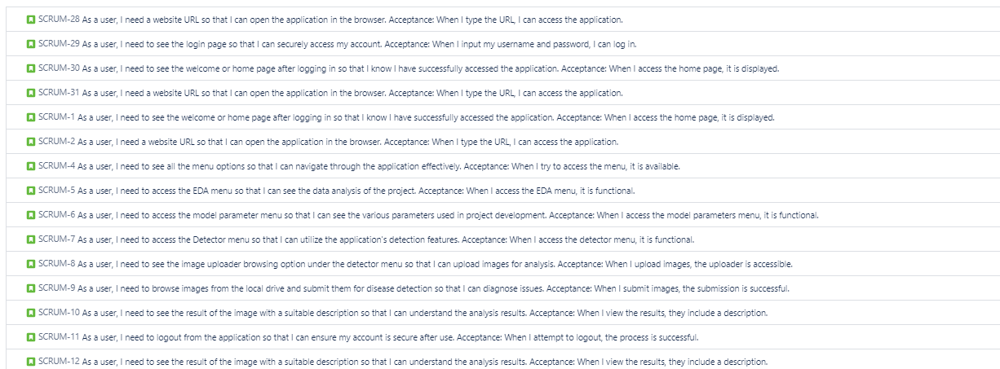 SCRUM-28 As a user, I need a website URL so that I can open the application in the browser. Acceptance: When I type the URL, I can access the application.
SCRUM-29 As a user, I need to see the login page so that I can securely access my account. Acceptance: When I input my username and password, I can log in.
SCRUM-30 As a user, I need to see the welcome or home page after logging in so that I know I have successfully accessed the application. Acceptance: When I access the home page, it is displayed.
SCRUM-31 As a user, I need a website URL so that I can open the application in the browser. Acceptance: When I type the URL, I can access the application.
SCRUM-1 As a user, I need to see the welcome or home page after logging in so that I know I have successfully accessed the application. Acceptance: When I access the home page, it is displayed.
SCRUM-2 As a user, I need a website URL so that I can open the application in the browser. Acceptance: When I type the URL, I can access the application.
SCRUM-4 As a user, I need to see all the menu options so that I can navigate through the application effectively. Acceptance: When I try to access the menu, it is available.
SCRUM-5 As a user, I need to access the EDA menu so that I can see the data analysis of the project. Acceptance: When I access the EDA menu, it is functional.
SCRUM-6 As a user, I need to access the model parameter menu so that I can see the various parameters used in project development. Acceptance: When I access the model parameters menu, it is functional.
SCRUM-7 As a user, I need to access the Detector menu so that I can utilize the application's detection features. Acceptance: When I access the detector menu, it is functional.
SCRUM-8 As a user, I need to see the image uploader browsing option under the detector menu so that I can upload images for analysis. Acceptance: When I upload images, the uploader is accessible.
SCRUM-9 As a user, I need to browse images from the local drive and submit them for disease detection so that I can diagnose issues. Acceptance: When I submit images, the submission is successful.
SCRUM-10 As a user, I need to see the result of the image with a suitable description so that I can understand the analysis results. Acceptance: When I view the results, they include a description.
SCRUM-11 As a user, I need to logout from the application so that I can ensure my account is secure after use. Acceptance: When I attempt to logout, the process is successful.
SCRUM-12 As a user, I need to see the result of the image with a suitable description so that I can understand the analysis results. Acceptance: When I view the results, they include a description.